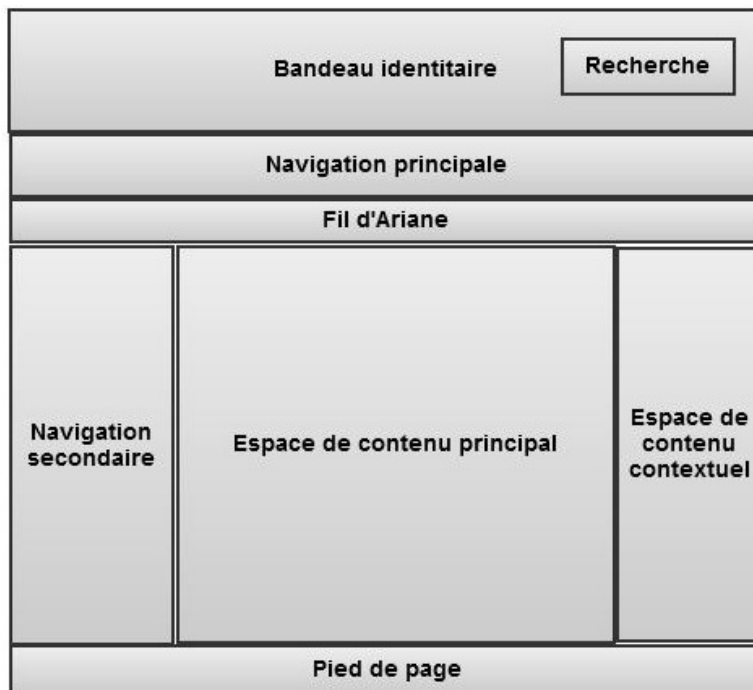 Bandeau identitaire
Recherche
Navigation principale
Fil d'Ariane
Navigation
secondaire
Espace de contenu principal
Espace de
contenu
contextuel
Pied de page